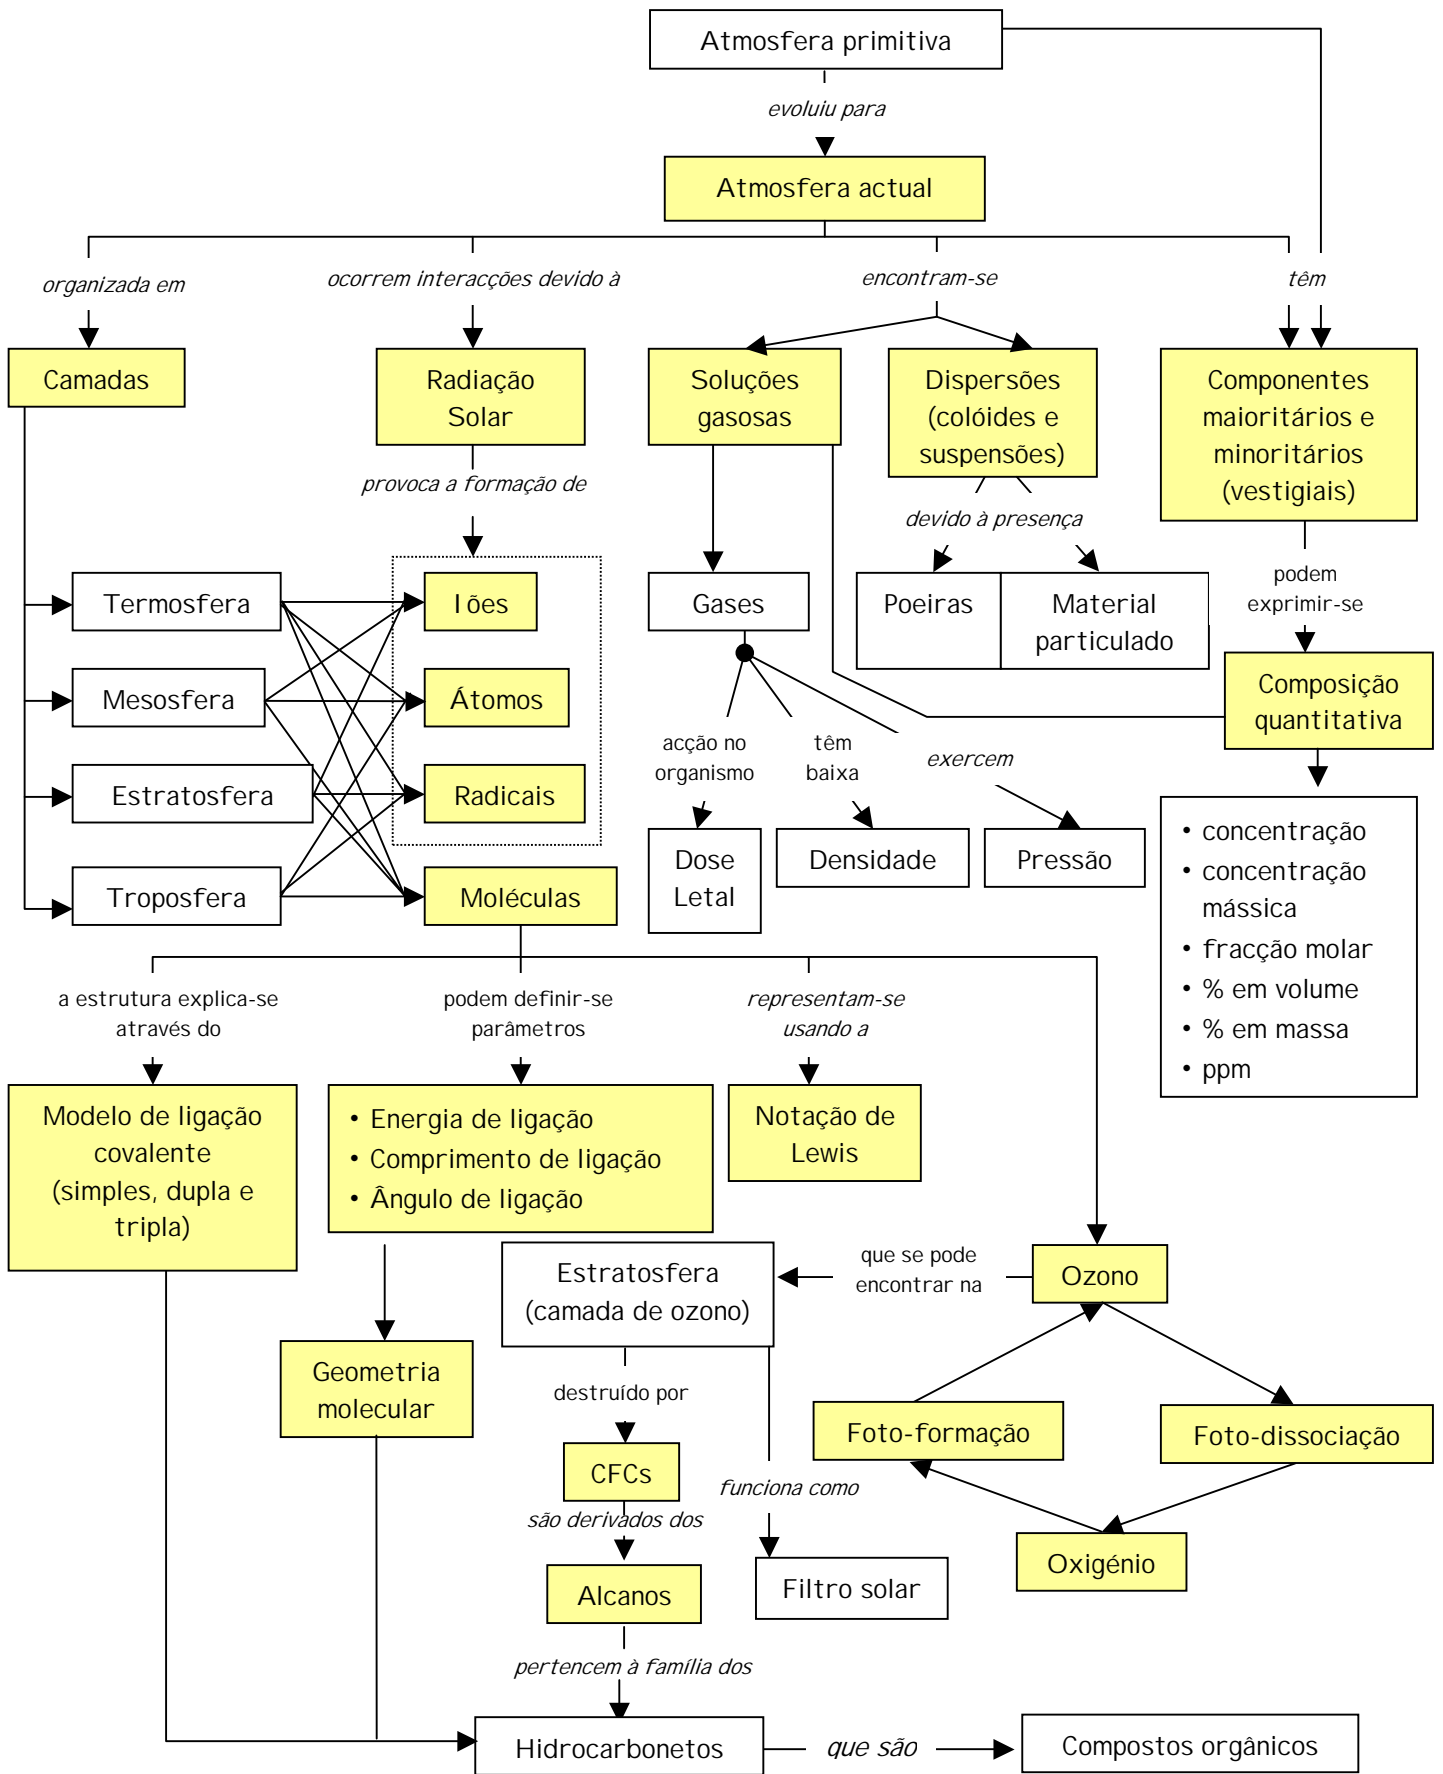 Atmosfera primitiva
evoluiu para
Atmosfera actual
organizada em
ocorrem interacções devido à
encontram-se
têm
Camadas
Radiação
Solar
Soluções
gasosas
Dispersões
(colóides e
suspensões)
Componentes
maioritários e
minoritários
(vestigiais)
provoca a formação de
devido à presença
podem
exprimir-se
Termosfera
Iões
Gases
Poeiras
Material
particulado
Mesosfera
Átomos
Composição
quantitativa
acção no
organismo
têm
baixa
exercem
Estratosfera
Radicais
Dose
Letal
Densidade
Pressão
• concentração
• concentração
mássica
• fracção molar
• % em volume
• % em massa
• ppm
Troposfera
Moléculas
a estrutura explica-se
através do
podem definir-se
parâmetros
representam-se
usando a
Modelo de ligação
covalente
(simples, dupla e
tripla)
• Energia de ligação
• Comprimento de ligação
• Ângulo de ligação
Notação de
Lewis
Estratosfera
(camada de ozono)
que se pode
encontrar na
Ozono
Geometria
molecular
destruído por
Foto-formação
Foto-dissociação
CFCs
funciona como
são derivados dos
Oxigénio
Alcanos
Filtro solar
pertencem à família dos
Hidrocarbonetos
que são
Compostos orgânicos